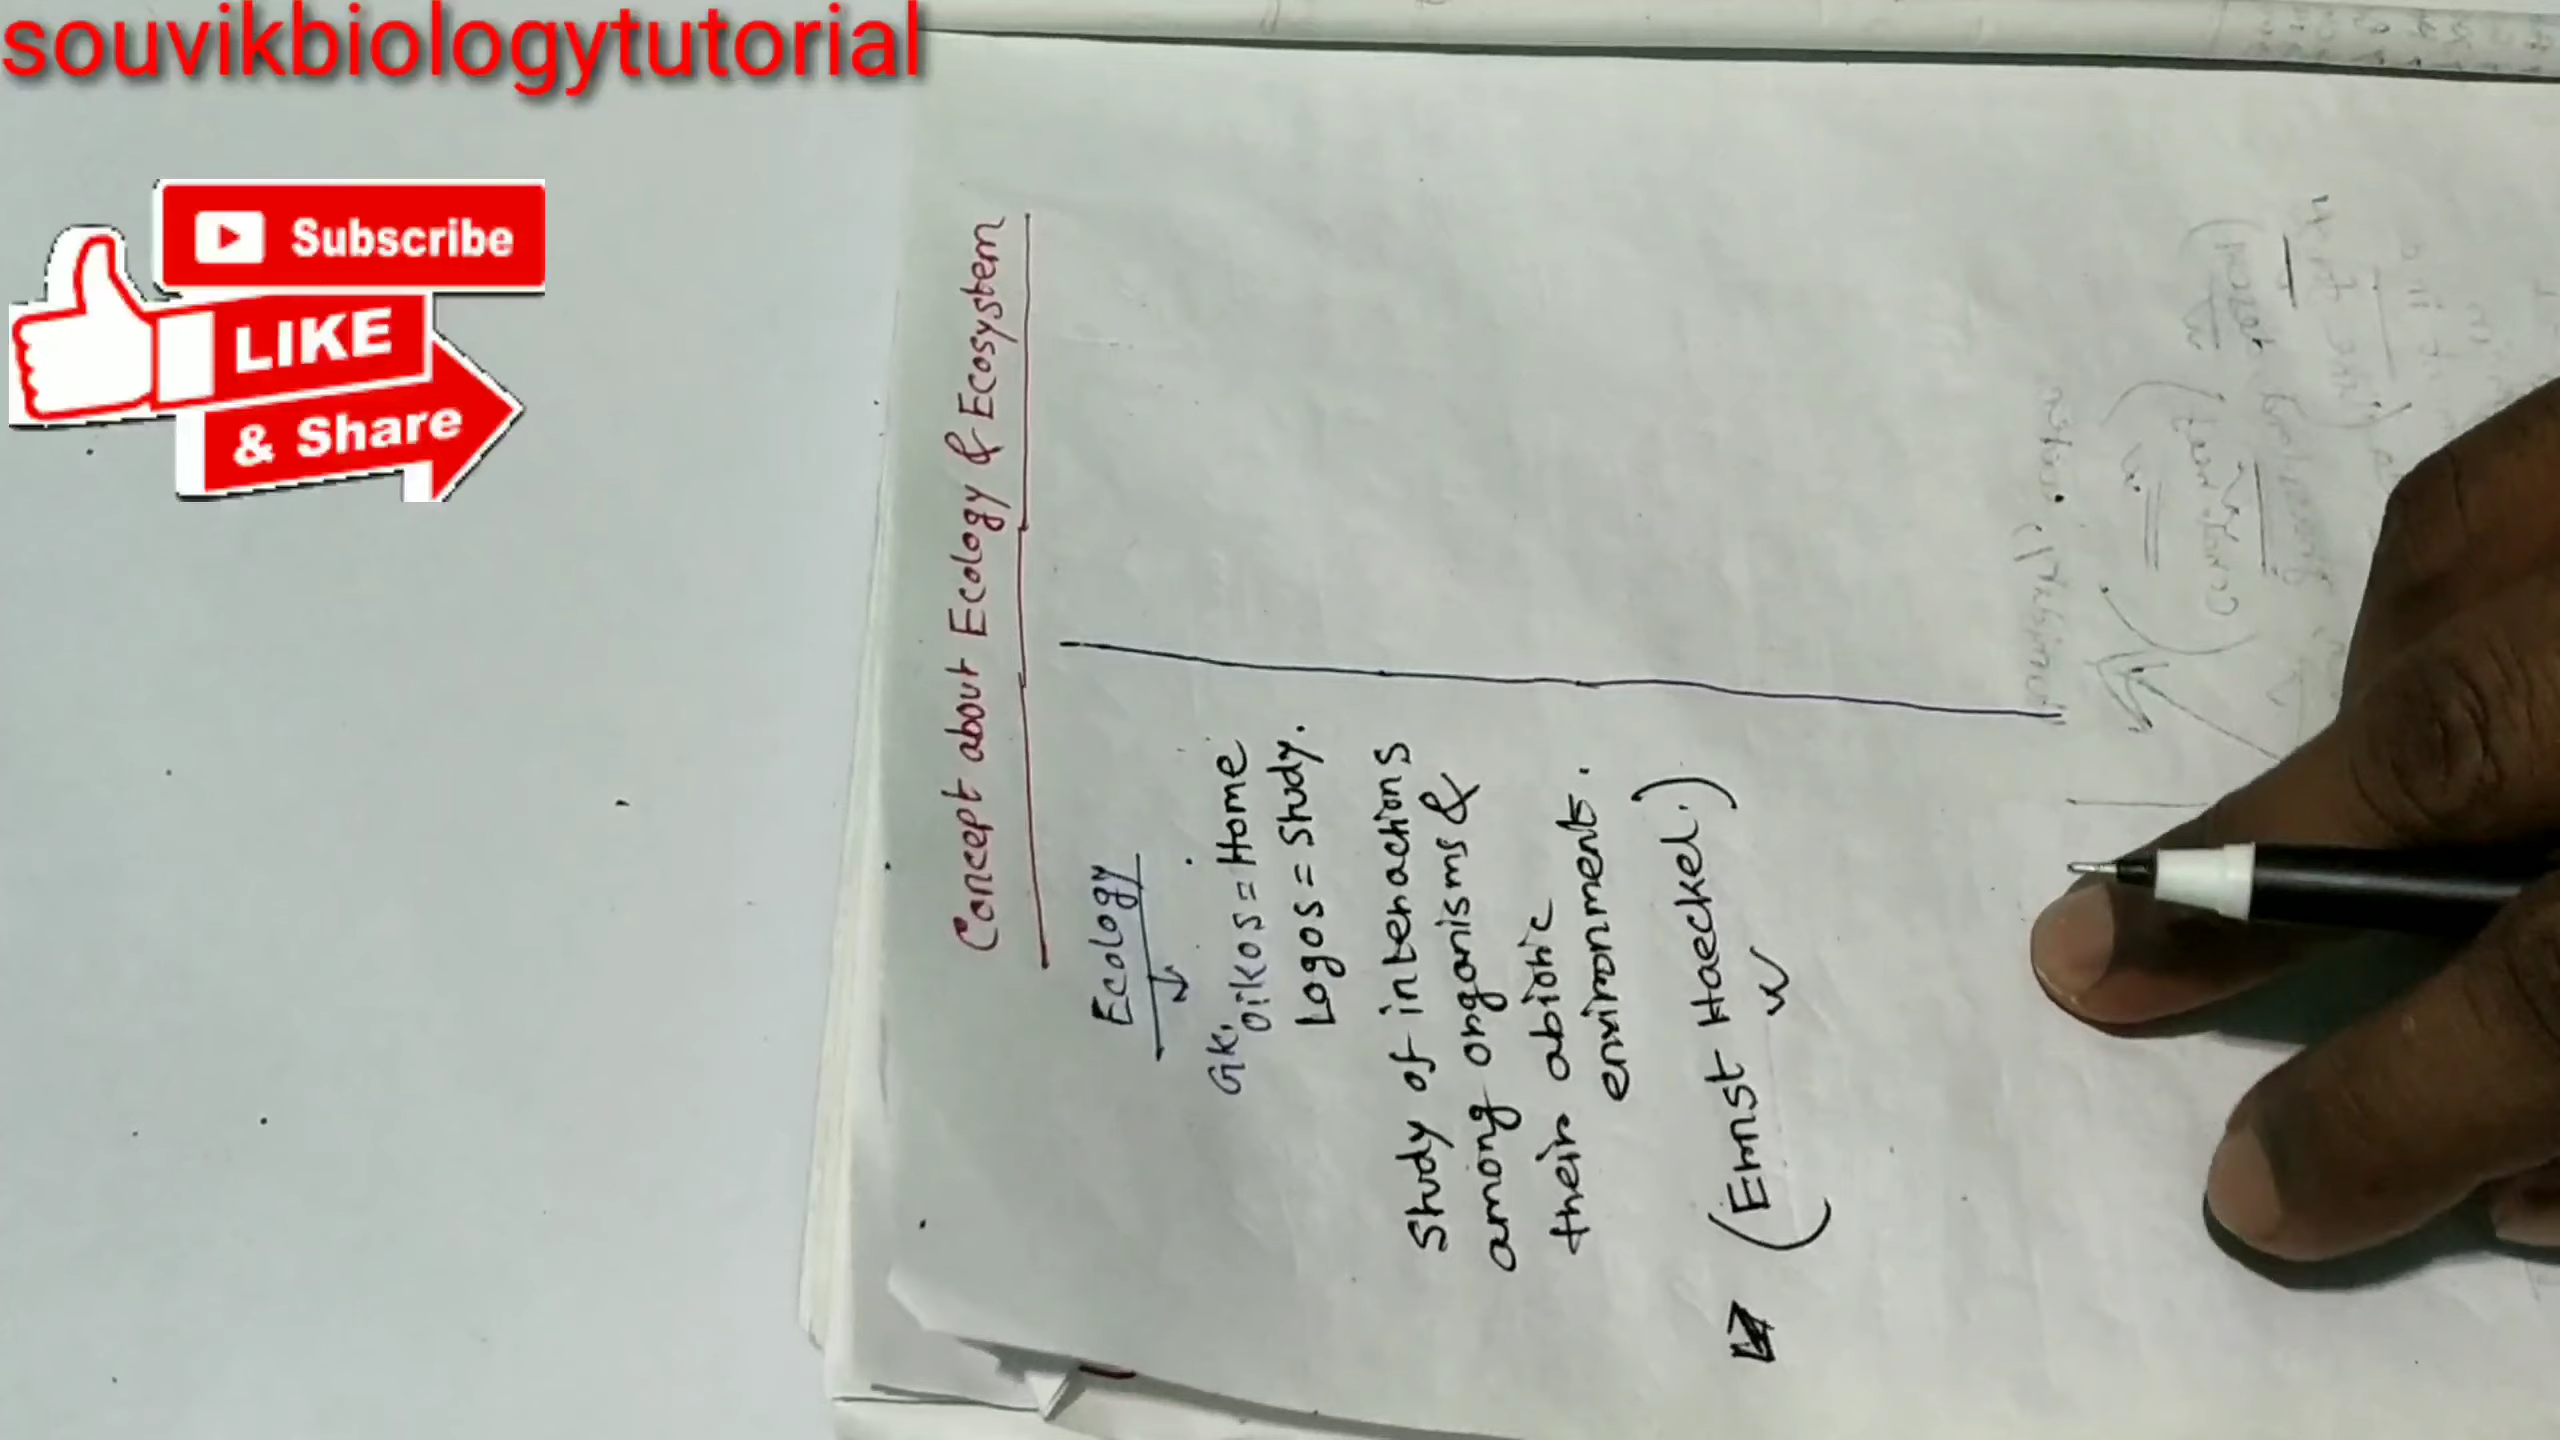 souvikbiologytutorial
Subscribe
LIKE
& Share
Concept about Ecology & Ecosystem
Ecology
Gk. Oikos = Home
Logos = Study.
Study of interactions
among organisms &
their abiotic
environments.
(Ernst Haeckel.)